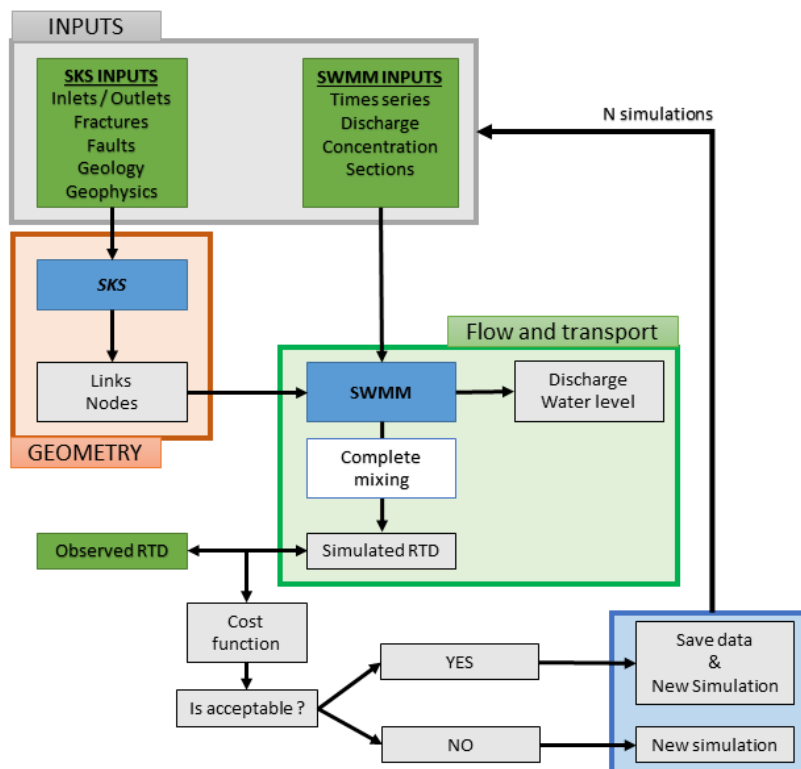 INPUTS
SKS INPUTS
Inlets / Outlets
Fractures
Faults
Geology
Geophysics
SWMM INPUTS
Times series
Discharge
Concentration
Sections
N simulations
SKS
Links
Nodes
GEOMETRY
Flow and transport
SWMM
Discharge
Water level
Complete
mixing
Observed RTD
Simulated RTD
Cost
function
Is acceptable ?
YES
NO
Save data
&
New Simulation
New simulation